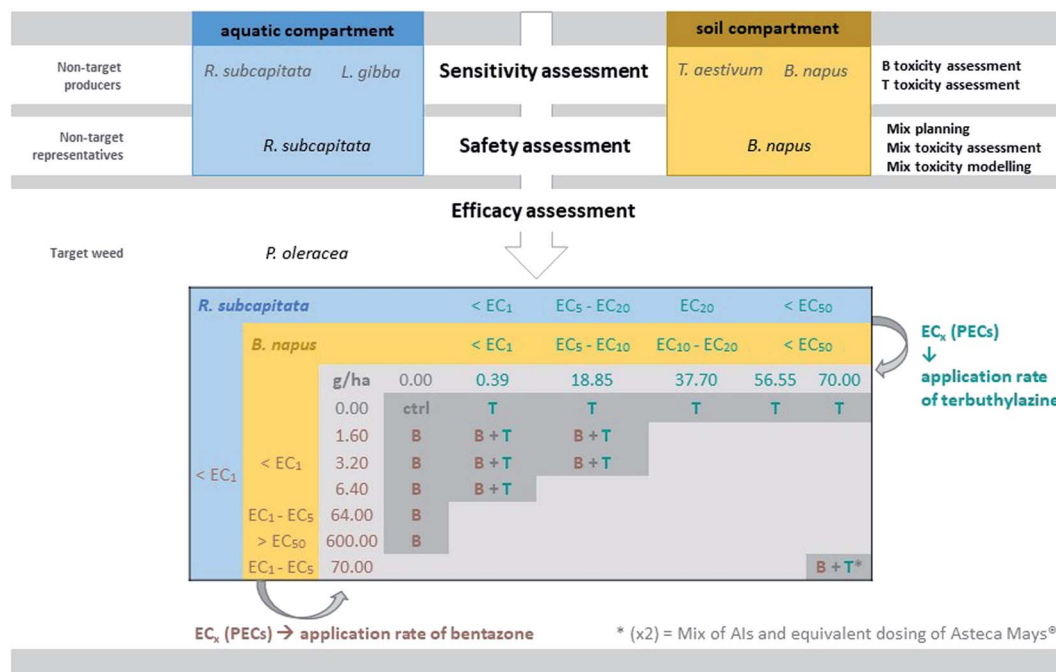 aquatic compartment
soil compartment
Non-target producers
R. subcapitata L. gibba
Sensitivity assessment
T. aestivum B. napus
B toxicity assessment
T toxicity assessment
Non-target representatives
R. subcapitata
Safety assessment
B. napus
Mix planning
Mix toxicity assessment
Mix toxicity modelling
Efficacy assessment
Target weed
P. oleracea
R. subcapitata < EC1 EC5 - EC20 EC20 < EC50
B. napus < EC1 EC5 - EC10 EC10 - EC20 < EC50
g/ha 0.00 0.39 18.85 37.70 56.55 70.00
0.00 ctrl T T T T T
1.60 B B + T B + T
< EC1 < EC1 3.20 B B + T B + T
6.40 B B + T
EC1 - EC5 64.00 B
> EC50 600.00 B
EC1 - EC5 70.00 B + T*
ECx (PECs)
↓
application rate
of terbuthylazine
ECx (PECs) → application rate of bentazone
* (x2) = Mix of AIs and equivalent dosing of Asteca Mays®